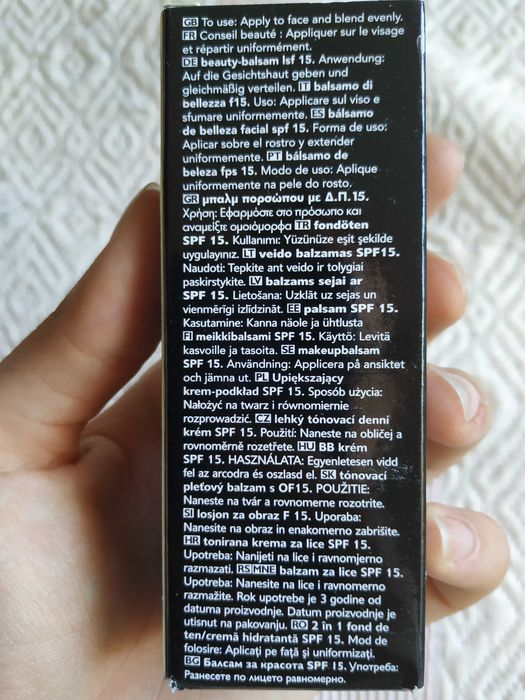 GB To use: Apply to face and blend evenly.
FR Conseil beauté : Appliquer sur le visage
et répartir uniformément.
DE beauty-balsam lsf 15. Anwendung:
Auf die Gesichtshaut geben und
gleichmäßig verteilen. IT balsamo di
bellezza f15. Uso: Applicare sul viso e
sfumare uniformemente. ES bálsamo
de belleza facial spf 15. Forma de uso:
Aplicar sobre el rostro y extender
uniformemente. PT bálsamo de
beleza fps 15. Modo de uso: Aplique
uniformemente na pele do rosto.
GR μπαλμ προσώπου με Δ.Π.15.
Χρήση: Εφαρμόστε στο πρόσωπο και
αναμείξτε ομοιόμορφα TR fondöten
SPF 15. Kullanımı: Yüzünüze eşit şekilde
uygulayınız. LT veido balzamas SPF15.
Naudoti: Tepkite ant veido ir tolygiai
paskirstykite. LV balzams sejai ar
SPF 15. Lietošana: Uzklāt uz sejas un
vienmērīgi izlīdzināt. EE palsam SPF 15.
Kasutamine: Kanna näole ja ühtlusta
FI meikkibalsami SPF 15. Käyttö: Levitä
kasvoille ja tasoita. SE makeupbalsam
SPF 15. Användning: Applicera på ansiktet
och jämna ut. PL Upiększający
krem-podkład SPF 15. Sposób użycia:
Nałożyć na twarz i równomiernie
rozprowadzić. CZ lehký tónovací denní
krém SPF 15. Použití: Naneste na obličej a
rovnoměrně rozetřete. HU BB krém
SPF 15. HASZNÁLATA: Egyenletesen vidd
fel az arcodra és oszlasd el. SK tónovací
pleťový balzam s OF15. POUŽITIE:
Naneste na tvár a rovnomerne rozotrite.
SI losjon za obraz F 15. Uporaba:
Nanesite na obraz in enakomerno zabrišite.
HR tonirana krema za lice SPF 15.
Upotreba: Nanijeti na lice i ravnomjerno
razmazati. RS MNE balzam za lice SPF 15.
Upotreba: Nanesite na lice i ravnomerno
razmažite. Rok upotrebe je 3 godine od
datuma proizvodnje. Datum proizvodnje je
utisnut na pakovanju. RO 2 în 1 fond de
ten/cremă hidratantă SPF 15. Mod de
folosire: Aplicaţi pe faţă şi uniformizaţi.
BG Балсам за красота SPF 15. Употреба:
Разнесете по лицето равномерно.